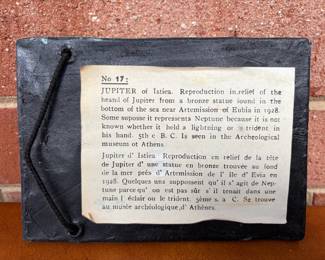 No 17:
JUPITER of Istiea. Reproduction in relief of the
heand of Jupiter from a bronze statue found in the
bottom of the sea near Artemission of Eubia in 1928.
Some suposse it represents Neptune because it is not
known whether it held a lightning or a trident in
his hand. 5th c B. C. Is seen in the Archeological
museum ot Athens
Jupiter d' Istiea. Reproduction en relief de la tête
de Jupiter d' une statue en bronze trouvée au fond
de la mer prés d' Artemission de l' Ile d' Evia en
1928. Quelques uns suppossent qu' il s' agit de Nep-
tune parce qu' on est pas sûr s' il tenait dans une
main l éclair ou le trident. 5ème s. a C. Se trouve
au musée archéologique, d' Athènes.